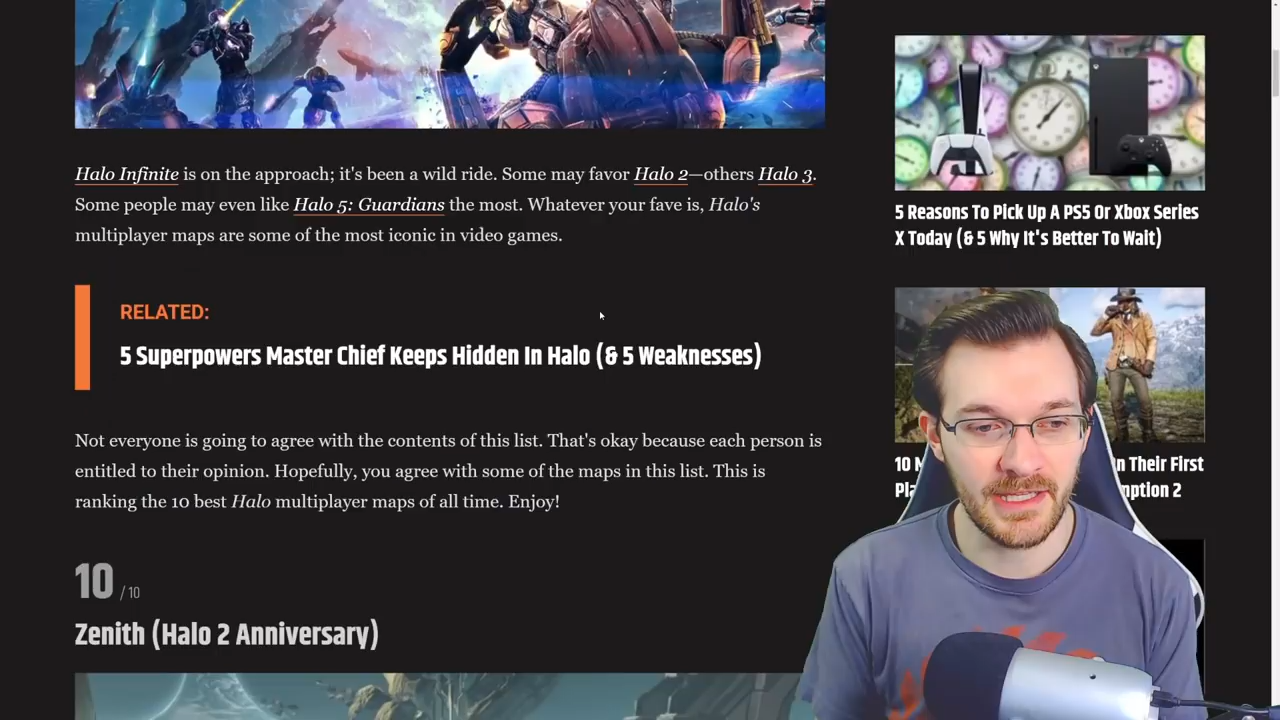 Halo Infinite is on the approach; it's been a wild ride. Some may favor Halo 2—others Halo 3.
Some people may even like Halo 5: Guardians the most. Whatever your fave is, Halo's
multiplayer maps are some of the most iconic in video games.
RELATED:
5 Superpowers Master Chief Keeps Hidden In Halo (& 5 Weaknesses)
Not everyone is going to agree with the contents of this list. That's okay because each person is
entitled to their opinion. Hopefully, you agree with some of the maps in this list. This is
ranking the 10 best Halo multiplayer maps of all time. Enjoy!
10 / 10
Zenith (Halo 2 Anniversary)
5 Reasons To Pick Up A PS5 Or Xbox Series
X Today (& 5 Why It's Better To Wait)
10 n Their First
2